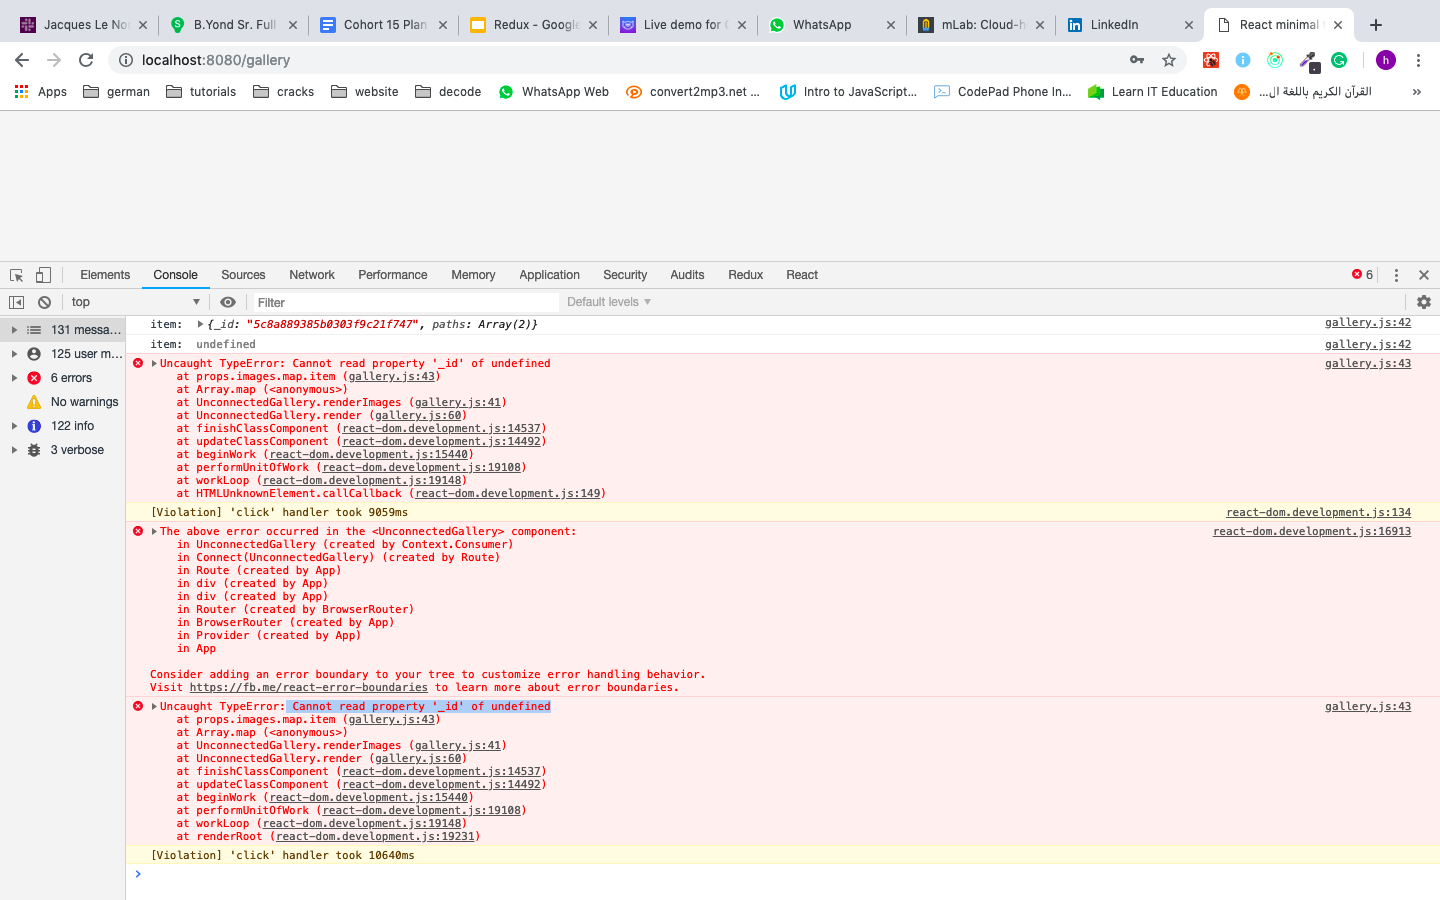 Jacques Le No
B.Yond Sr. Full
Cohort 15 Plan
Redux - Google
Live demo for
WhatsApp
mLab: Cloud-h
LinkedIn
React minimal
localhost:8080/gallery
h
Apps
german
tutorials
cracks
website
decode
WhatsApp Web
convert2mp3.net ...
Intro to JavaScript...
CodePad Phone In...
Learn IT Education
القرآن الكريم باللغة ال...
»
Elements
Console
Sources
Network
Performance
Memory
Application
Security
Audits
Redux
React
6
top
Filter
Default levels
131 messa...
125 user m...
6 errors
No warnings
122 info
3 verbose
item: {_id: "5c8a889385b0303f9c21f747", paths: Array(2)} gallery.js:42
item: undefined gallery.js:42
Uncaught TypeError: Cannot read property '_id' of undefined gallery.js:43
at props.images.map.item (gallery.js:43)
at Array.map (<anonymous>)
at UnconnectedGallery.renderImages (gallery.js:41)
at UnconnectedGallery.render (gallery.js:60)
at finishClassComponent (react-dom.development.js:14537)
at updateClassComponent (react-dom.development.js:14492)
at beginWork (react-dom.development.js:15440)
at performUnitOfWork (react-dom.development.js:19108)
at workLoop (react-dom.development.js:19148)
at HTMLUnknownElement.callCallback (react-dom.development.js:149)
[Violation] 'click' handler took 9059ms react-dom.development.js:134
The above error occurred in the <UnconnectedGallery> component: react-dom.development.js:16913
in UnconnectedGallery (created by Context.Consumer)
in Connect(UnconnectedGallery) (created by Route)
in Route (created by App)
in div (created by App)
in div (created by App)
in Router (created by BrowserRouter)
in BrowserRouter (created by App)
in Provider (created by App)
in App
Consider adding an error boundary to your tree to customize error handling behavior.
Visit https://fb.me/react-error-boundaries to learn more about error boundaries.
Uncaught TypeError: Cannot read property '_id' of undefined gallery.js:43
at props.images.map.item (gallery.js:43)
at Array.map (<anonymous>)
at UnconnectedGallery.renderImages (gallery.js:41)
at UnconnectedGallery.render (gallery.js:60)
at finishClassComponent (react-dom.development.js:14537)
at updateClassComponent (react-dom.development.js:14492)
at beginWork (react-dom.development.js:15440)
at performUnitOfWork (react-dom.development.js:19108)
at workLoop (react-dom.development.js:19148)
at renderRoot (react-dom.development.js:19231)
[Violation] 'click' handler took 10640ms